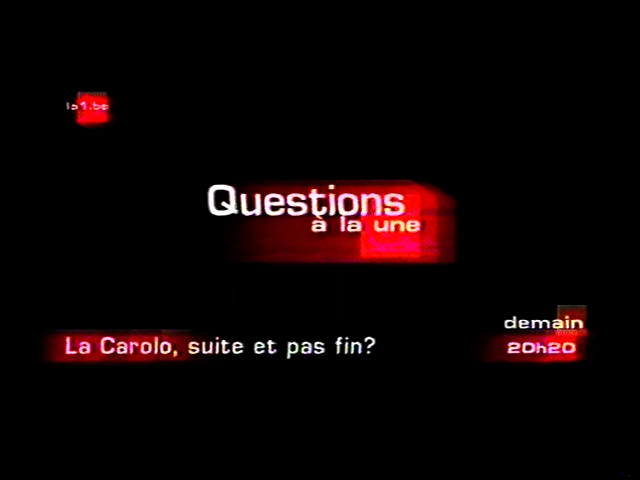 la1.be
Questions
à la une
demain
La Carolo, suite et pas fin?
20h20